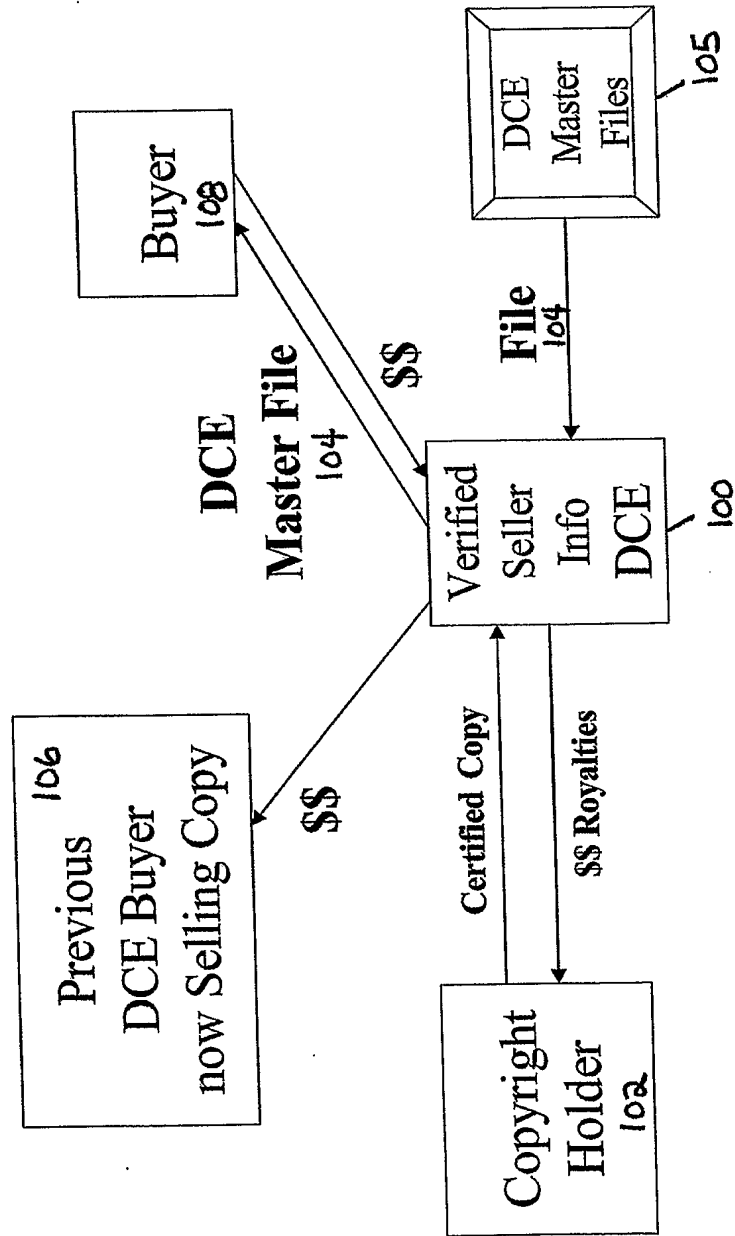 106
Previous
DCE Buyer
now Selling Copy
Buyer
108
DCE
Master File
104
$$
$$
Copyright
Holder
102
Certified Copy
$$ Royalties
Verified
Seller
Info
DCE
100
File
104
DCE
Master
Files
105